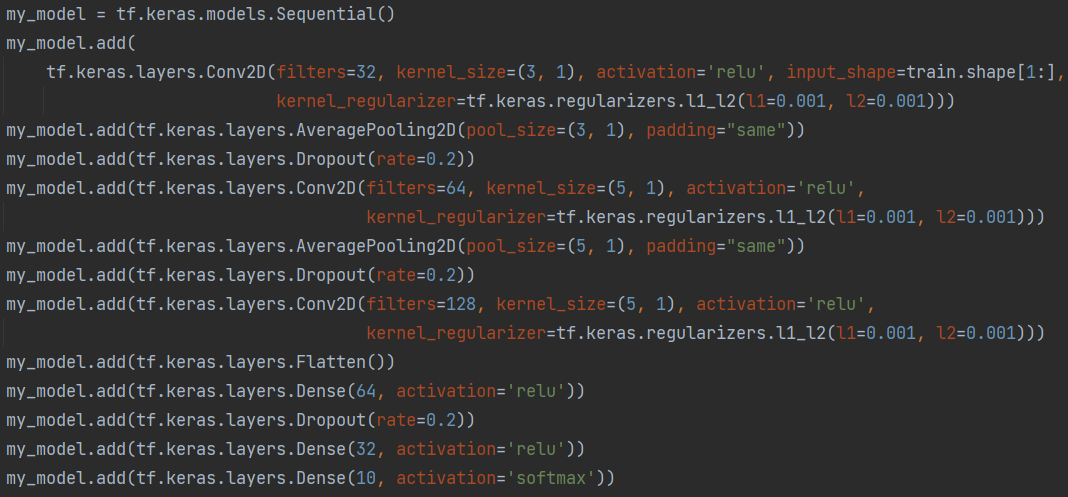 my_model = tf.keras.models.Sequential()
my_model.add(
    tf.keras.layers.Conv2D(filters=32, kernel_size=(3, 1), activation='relu', input_shape=train.shape[1:],
                           kernel_regularizer=tf.keras.regularizers.l1_l2(l1=0.001, l2=0.001)))
my_model.add(tf.keras.layers.AveragePooling2D(pool_size=(3, 1), padding="same"))
my_model.add(tf.keras.layers.Dropout(rate=0.2))
my_model.add(tf.keras.layers.Conv2D(filters=64, kernel_size=(5, 1), activation='relu',
                                    kernel_regularizer=tf.keras.regularizers.l1_l2(l1=0.001, l2=0.001)))
my_model.add(tf.keras.layers.AveragePooling2D(pool_size=(5, 1), padding="same"))
my_model.add(tf.keras.layers.Dropout(rate=0.2))
my_model.add(tf.keras.layers.Conv2D(filters=128, kernel_size=(5, 1), activation='relu',
                                    kernel_regularizer=tf.keras.regularizers.l1_l2(l1=0.001, l2=0.001)))
my_model.add(tf.keras.layers.Flatten())
my_model.add(tf.keras.layers.Dense(64, activation='relu'))
my_model.add(tf.keras.layers.Dropout(rate=0.2))
my_model.add(tf.keras.layers.Dense(32, activation='relu'))
my_model.add(tf.keras.layers.Dense(10, activation='softmax'))